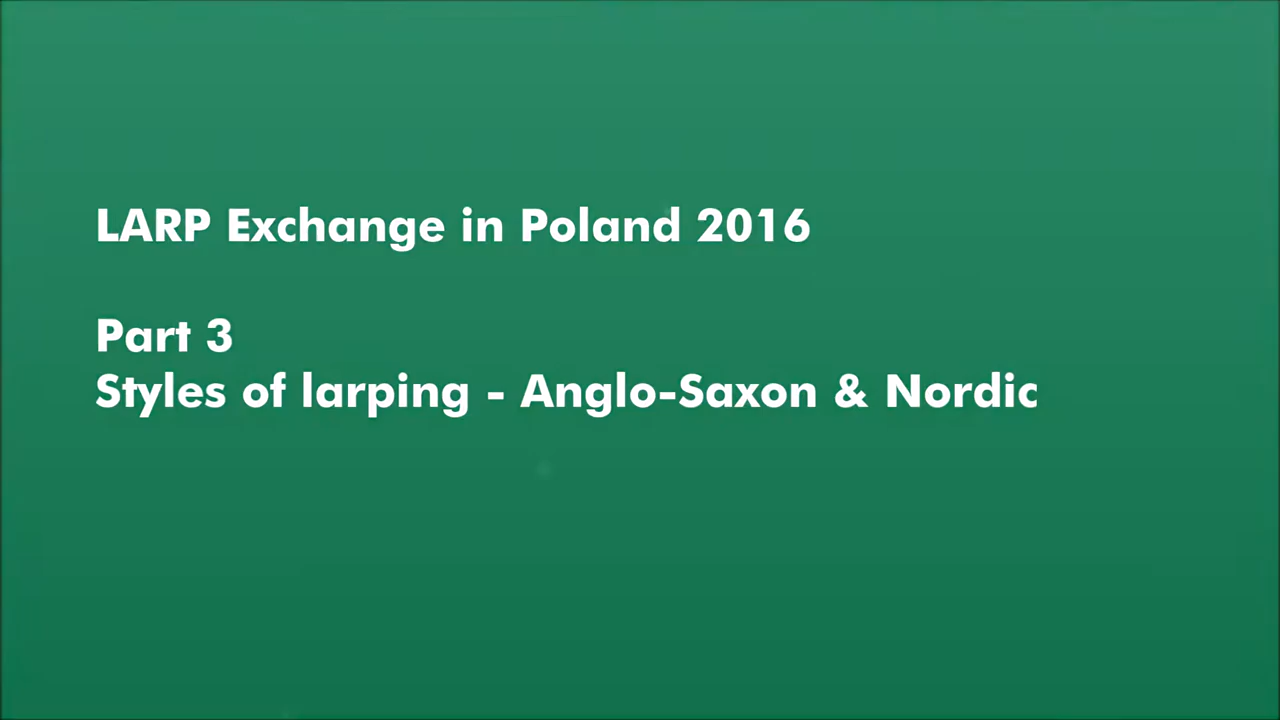 LARP Exchange in Poland 2016
Part 3
Styles of larping - Anglo-Saxon & Nordic